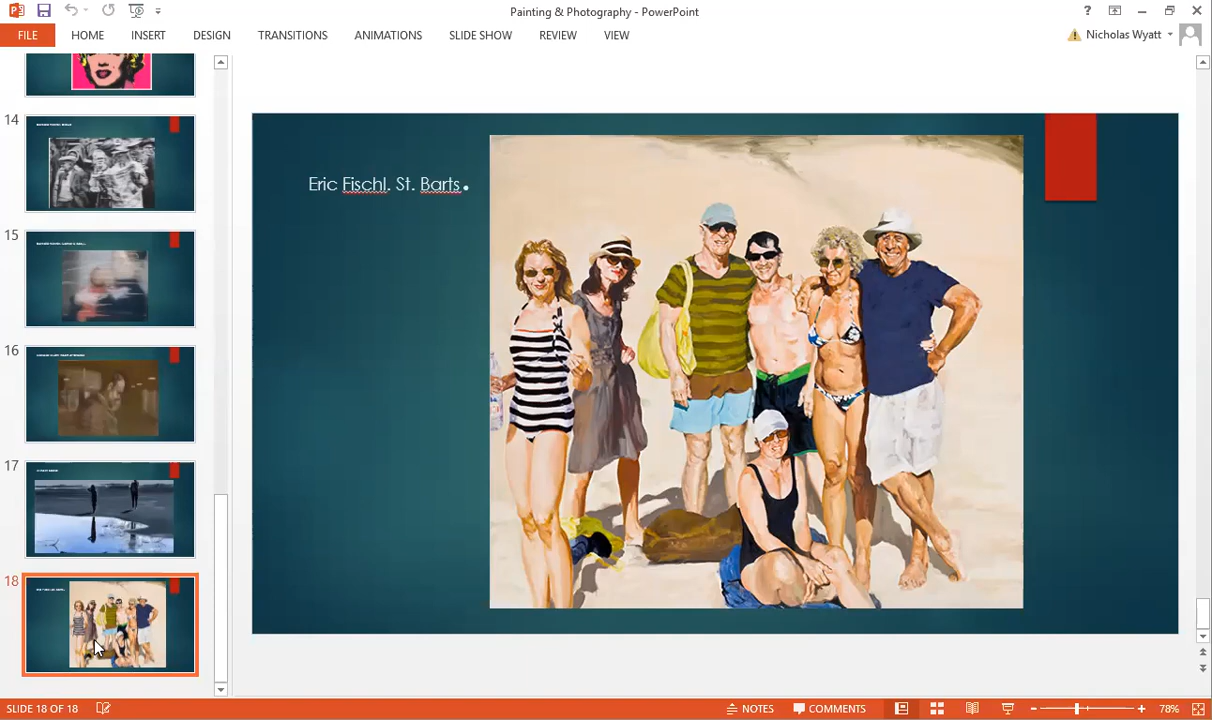 Painting & Photography - PowerPoint
?
FILE
HOME
INSERT
DESIGN
TRANSITIONS
ANIMATIONS
SLIDE SHOW
REVIEW
VIEW
Nicholas Wyatt
14
15
16
17
18
Eric Fischl. St. Barts.
SLIDE 18 OF 18
NOTES
COMMENTS
78%